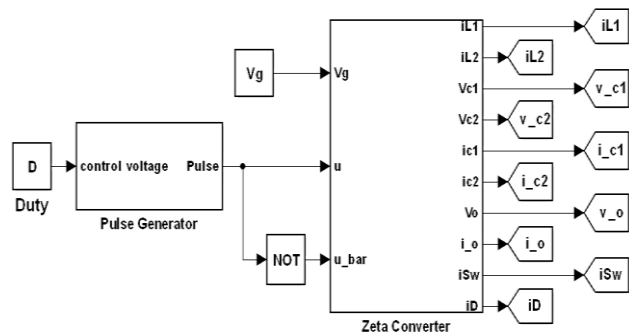 iL1 iL1
iL2 iL2
Vg Vg
Vc1 v_c1
Vc2 v_c2
D control voltage Pulse u ic1 i_c1
Duty
ic2 i_c2
Pulse Generator
Vo v_o
i_o i_o
NOT u_bar
iSw iSw
iD iD
Zeta Converter